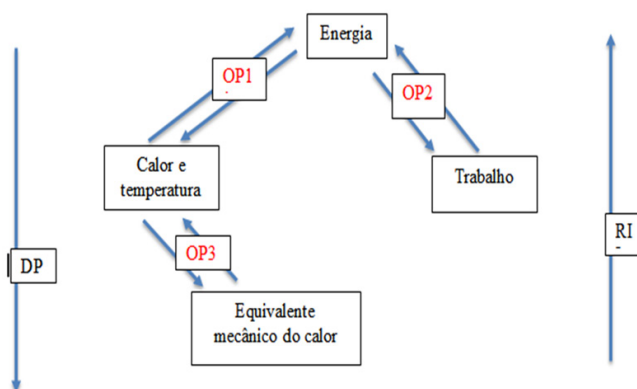 Energia
OP1
OP2
Calor e
temperatura
Trabalho
RI
OP3
DP
Equivalente
mecânico do calor